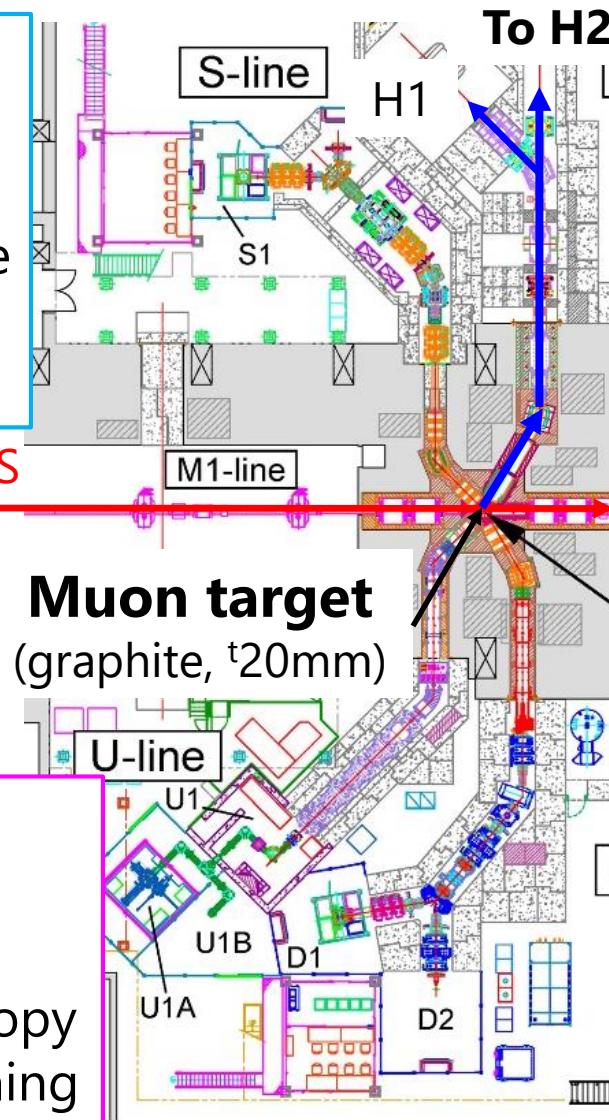 To H2
S-line
H1
e
S1
S
M1-line
Muon target
(graphite, ᵗ20mm)
U-line
U1
U1B
D1
U1A
D2
opy
ning